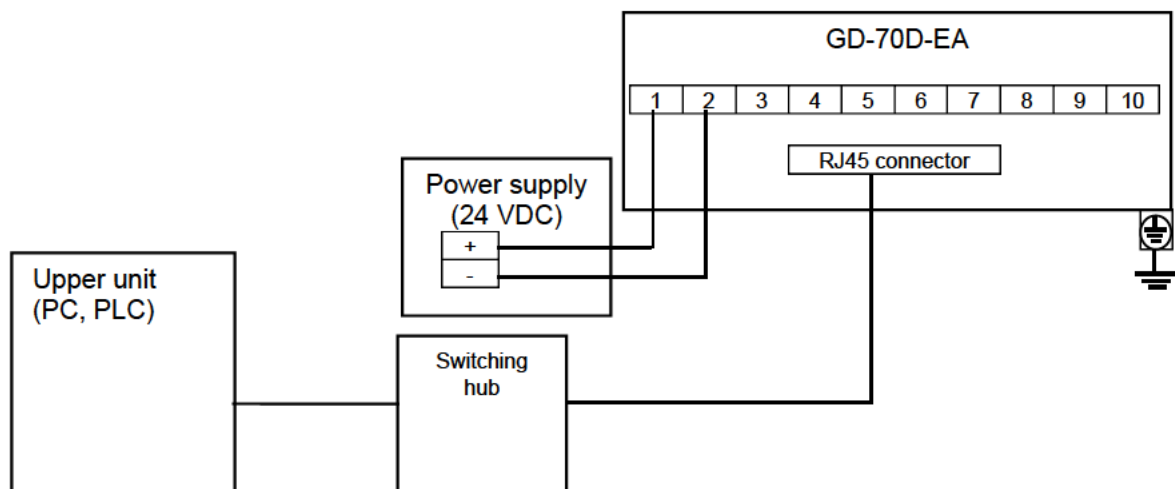 GD-70D-EA
1 2 3 4 5 6 7 8 9 10
RJ45 connector
Power supply
(24 VDC)
+
-
Upper unit
(PC, PLC)
Switching
hub